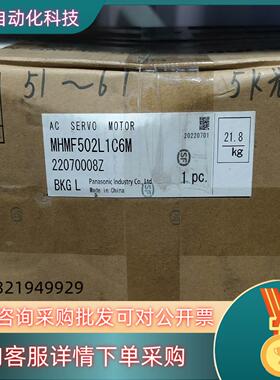 自动化科技
51~61
5K
AC SERVO MOTOR
20220701
MHMF502L1C6M
22070008Z
BKG L
Panasonic Industry Co.,Ltd.
Made in China
1 pc.
21.8
kg
821949929
咨询采购批发可对公开票
客服详情下单采购